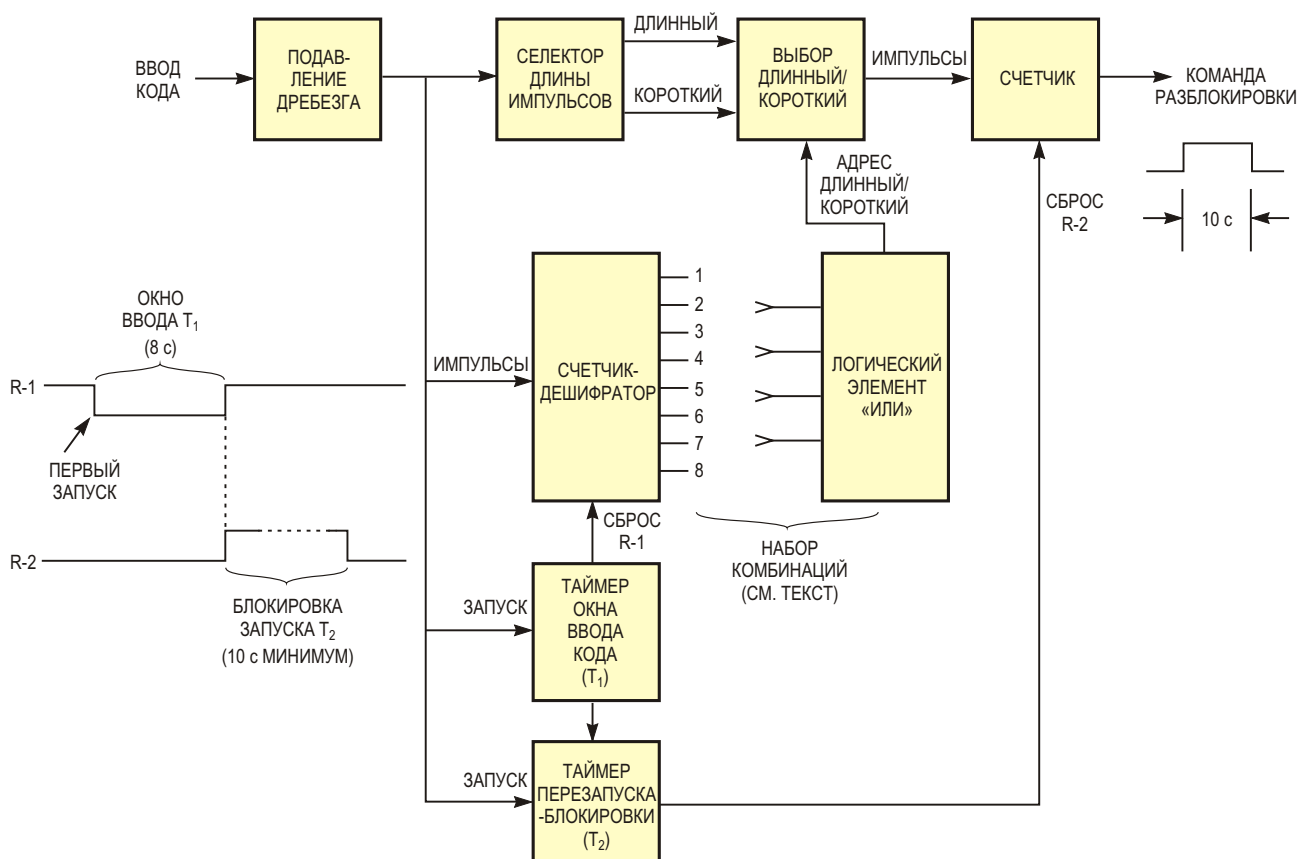 ВВОД
КОДА
ПОДАВ-
ЛЕНИЕ
ДРЕБЕЗГА
СЕЛЕКТОР
ДЛИНЫ
ИМПУЛЬСОВ
ДЛИННЫЙ
КОРОТКИЙ
ВЫБОР
ДЛИННЫЙ/
КОРОТКИЙ
ИМПУЛЬСЫ
СЧЕТЧИК
КОМАНДА
РАЗБЛОКИРОВКИ
10 с
СБРОС
R-2
АДРЕС
ДЛИННЫЙ/
КОРОТКИЙ
ОКНО
ВВОДА T₁
(8 с)
R-1
ПЕРВЫЙ
ЗАПУСК
R-2
БЛОКИРОВКА
ЗАПУСКА T₂
(10 с МИНИМУМ)
ИМПУЛЬСЫ
СЧЕТЧИК-
ДЕШИФРАТОР
1
2
3
4
5
6
7
8
ЛОГИЧЕСКИЙ
ЭЛЕМЕНТ
«ИЛИ»
СБРОС
R-1
НАБОР
КОМБИНАЦИЙ
(СМ. ТЕКСТ)
ЗАПУСК
ТАЙМЕР
ОКНА
ВВОДА
КОДА
(T₁)
ЗАПУСК
ТАЙМЕР
ПЕРЕЗАПУСКА
-БЛОКИРОВКИ
(T₂)